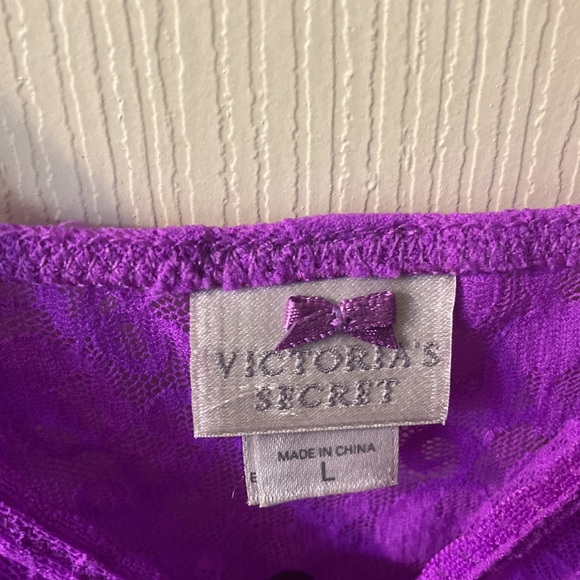 VICTORIA'S
SECRET
MADE IN CHINA
L
E